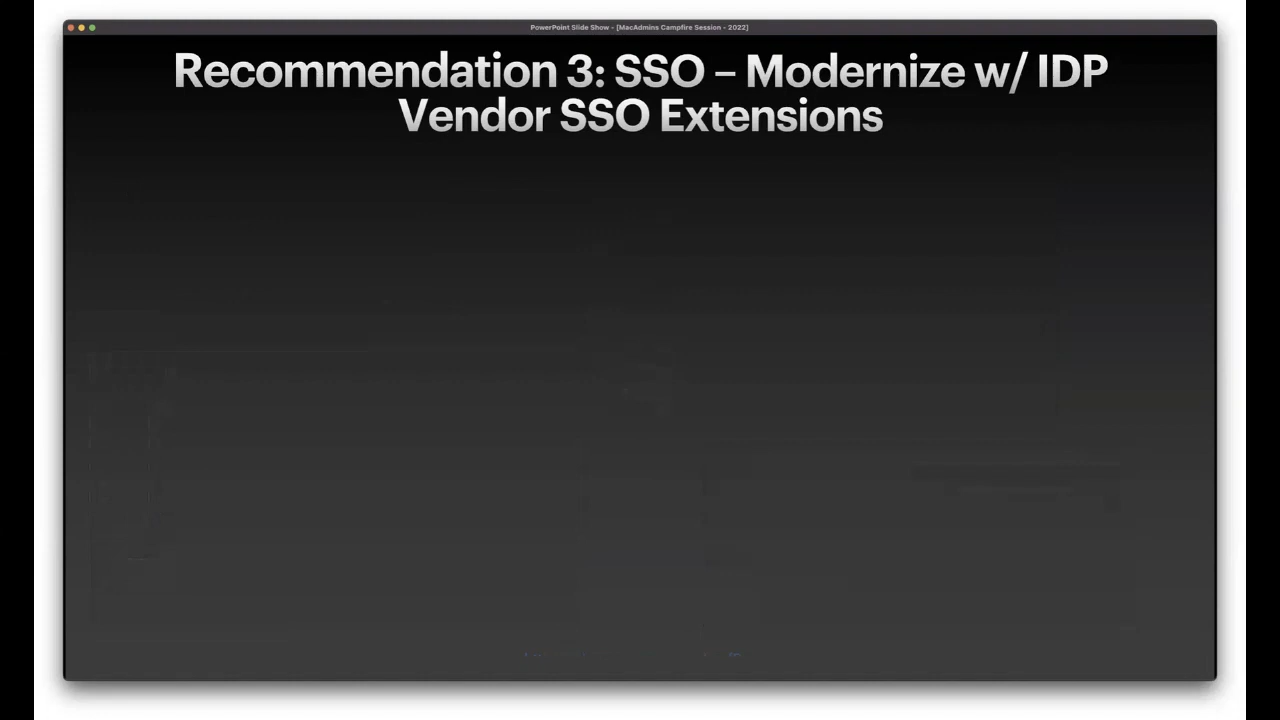 PowerPoint Slide Show - [MacAdmins Campfire Session - 2022]
Recommendation 3: SSO – Modernize w/ IDP
Vendor SSO Extensions